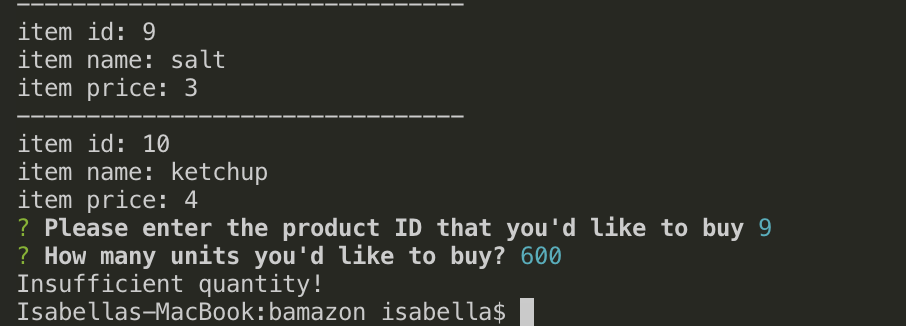 --------------------------------
item id: 9
item name: salt
item price: 3
--------------------------------
item id: 10
item name: ketchup
item price: 4
? Please enter the product ID that you'd like to buy 9
? How many units you'd like to buy? 600
Insufficient quantity!
Isabellas-MacBook:bamazon isabella$